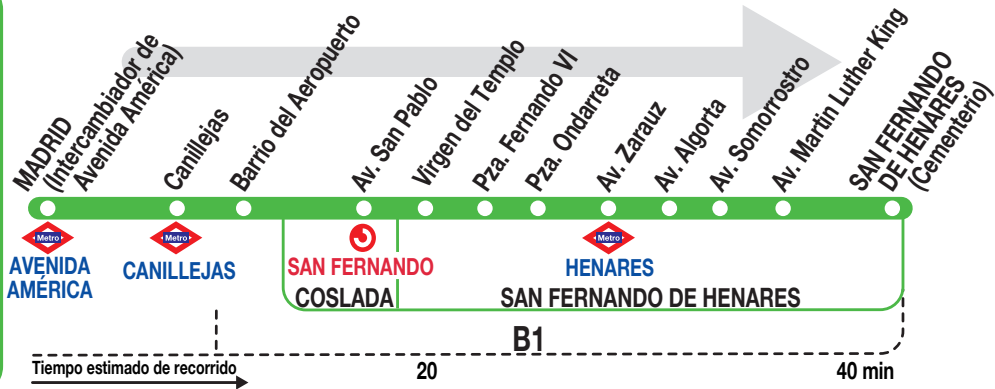 MADRID
(Intercambiador de
Avenida América)
Canillejas
Barrio del Aeropuerto
Av. San Pablo
Virgen del Templo
Pza. Fernando VI
Pza. Ondarreta
Av. Zarauz
Av. Algorta
Av. Somorrostro
Av. Martin Luther King
SAN FERNANDO
DE HENARES
(Cementerio)
Metro
AVENIDA
AMÉRICA
Metro
CANILLEJAS
SAN FERNANDO
Metro
HENARES
COSLADA
SAN FERNANDO DE HENARES
B1
Tiempo estimado de recorrido
20
40 min